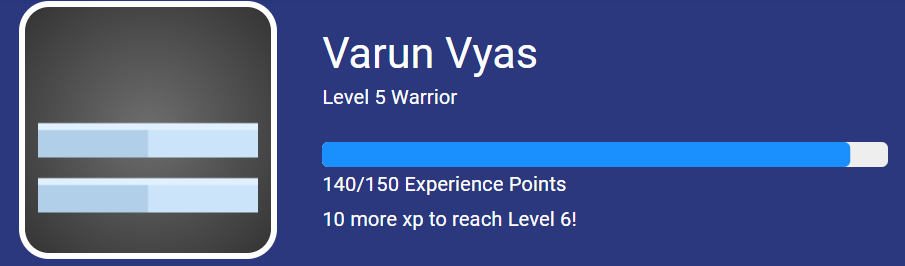 Varun Vyas
Level 5 Warrior
140/150 Experience Points
10 more xp to reach Level 6!